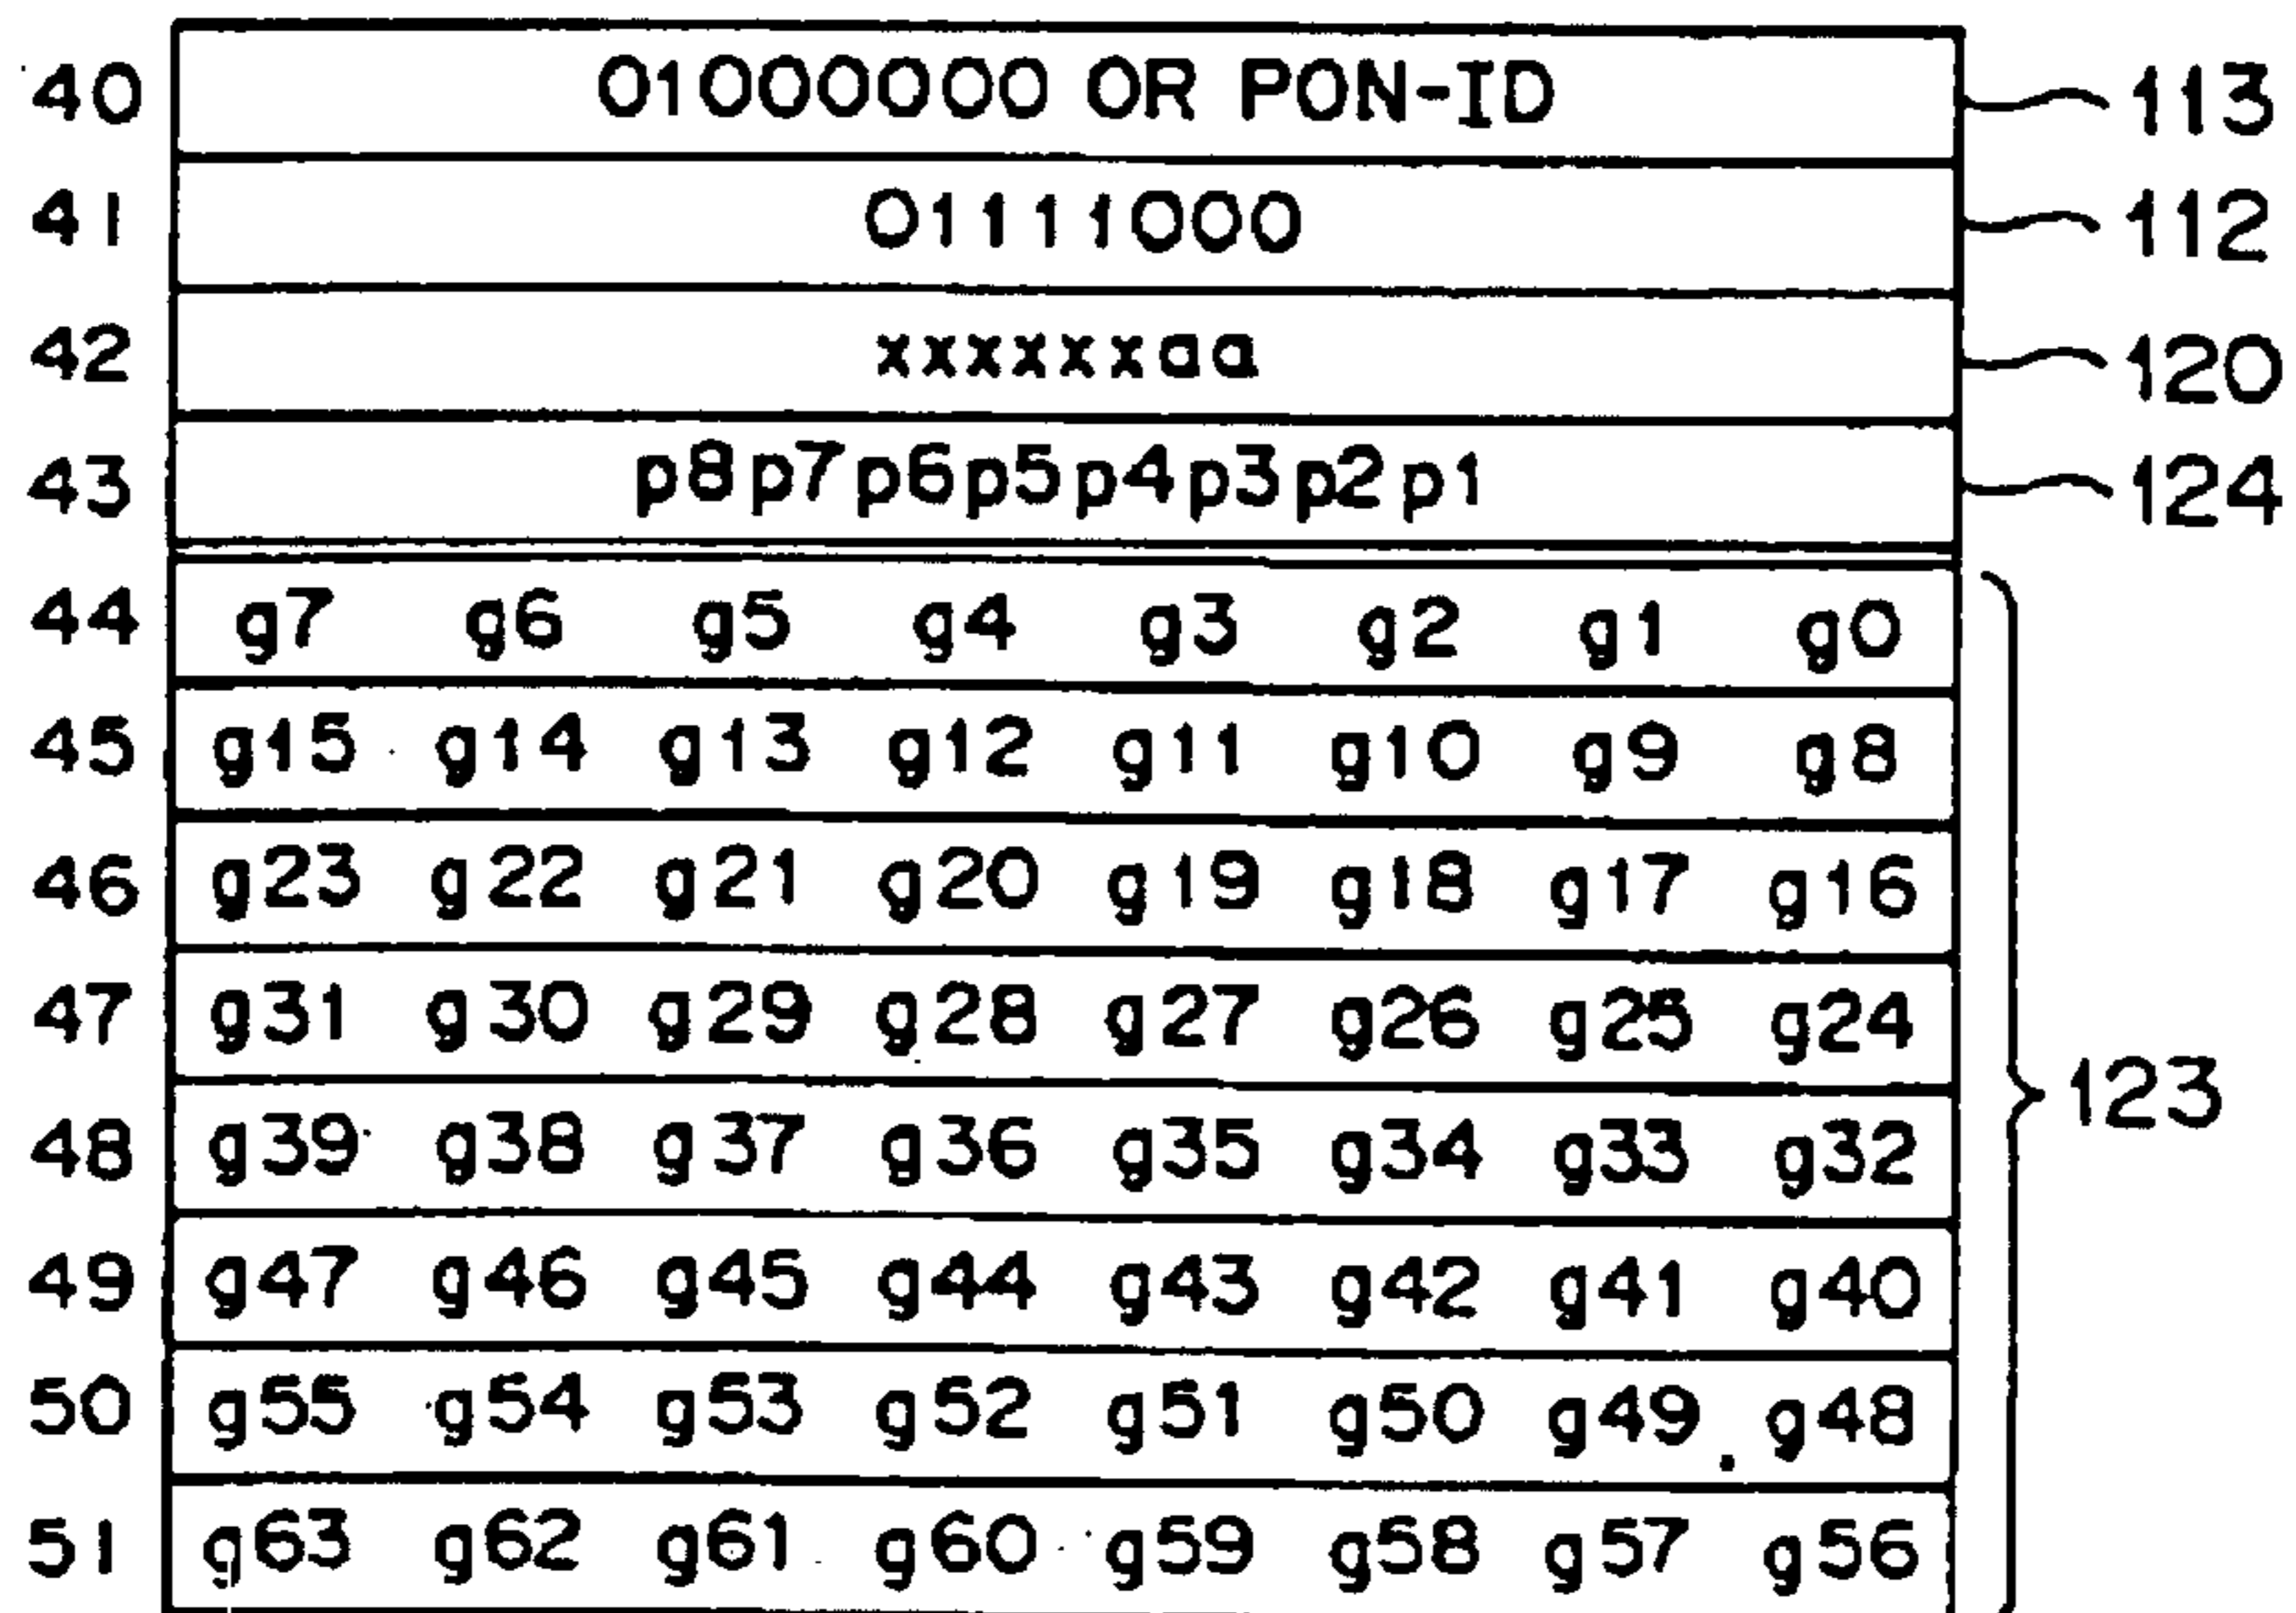 40 01000000 OR PON-ID 113
41 01111000 112
42 xxxxxxaa 120
43 p8p7p6p5p4p3p2p1 124
44 g7 g6 g5 g4 g3 g2 g1 g0
45 g15 g14 g13 g12 g11 g10 g9 g8
46 g23 g22 g21 g20 g19 g18 g17 g16
47 g31 g30 g29 g28 g27 g26 g25 g24
123
48 g39 g38 g37 g36 g35 g34 g33 g32
49 g47 g46 g45 g44 g43 g42 g41 g40
50 g55 g54 g53 g52 g51 g50 g49 g48
51 g63 g62 g61 g60 g59 g58 g57 g56